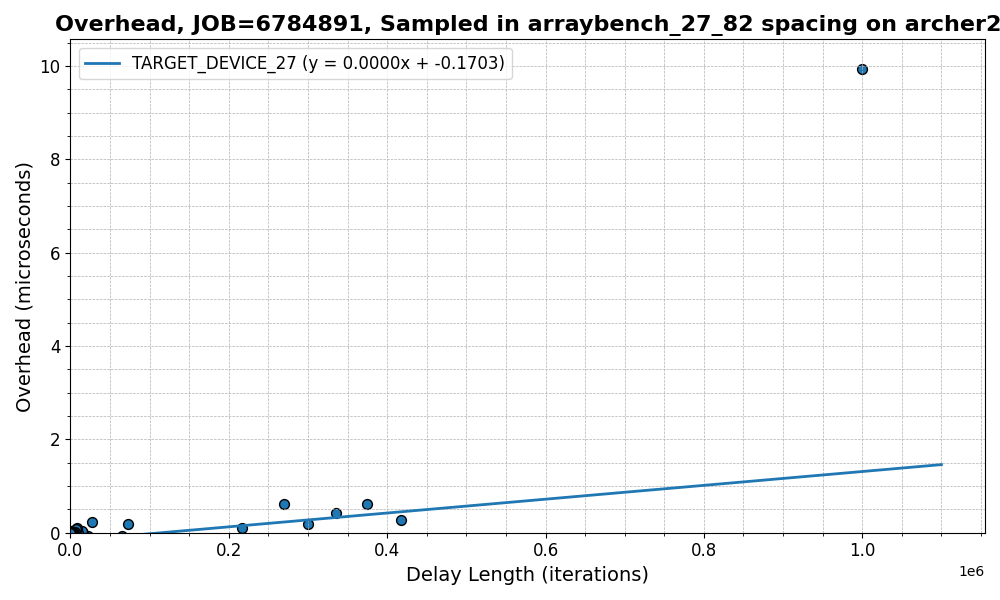 Overhead, JOB=6784891, Sampled in arraybench_27_82 spacing on archer2
TARGET_DEVICE_27 (y = 0.0000x + -0.1703)
Overhead (microseconds)
10
8
6
4
2
0
0.0 0.2 0.4 0.6 0.8 1.0
1e6
Delay Length (iterations)